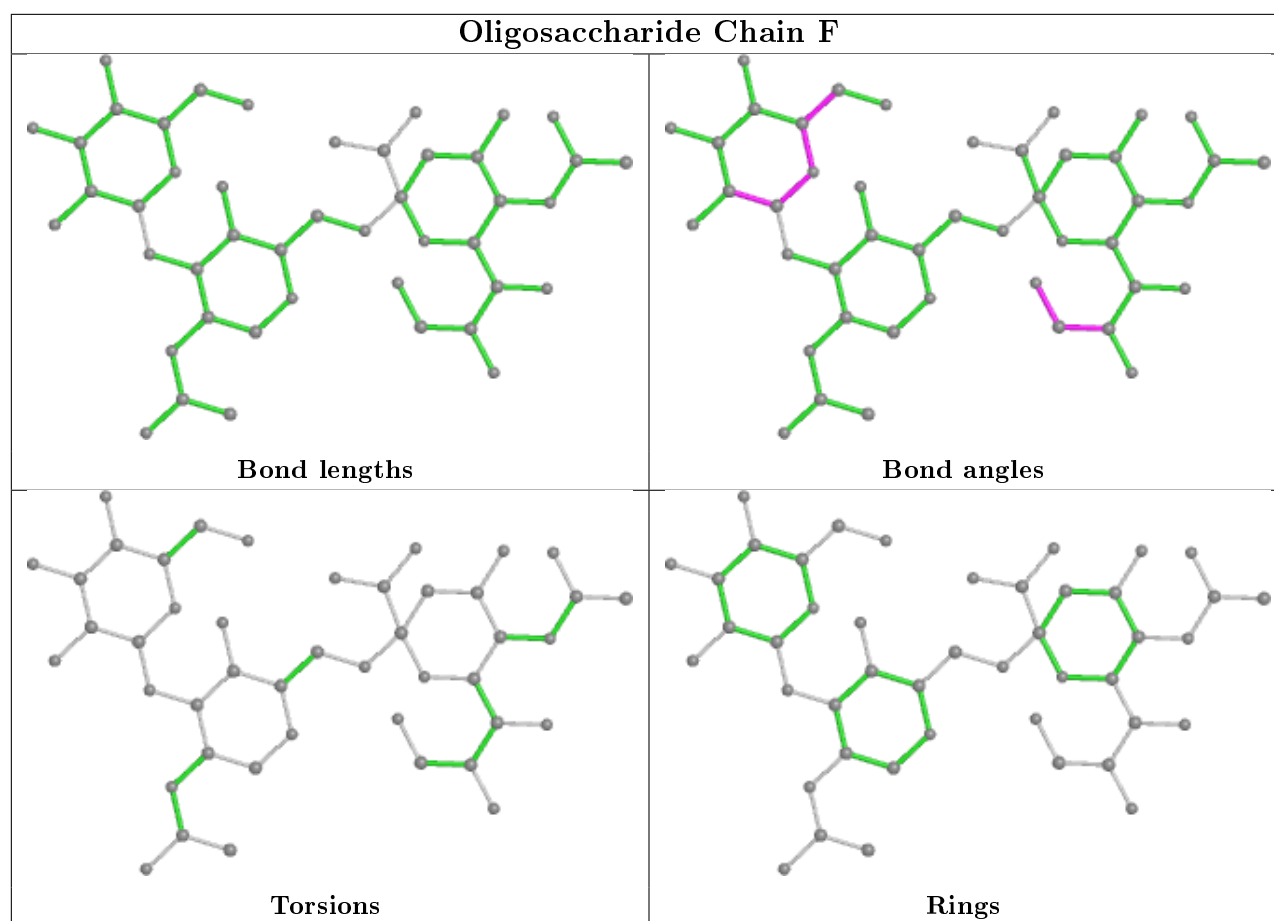 Oligosaccharide Chain F
Bond lengths
Bond angles
Torsions
Rings